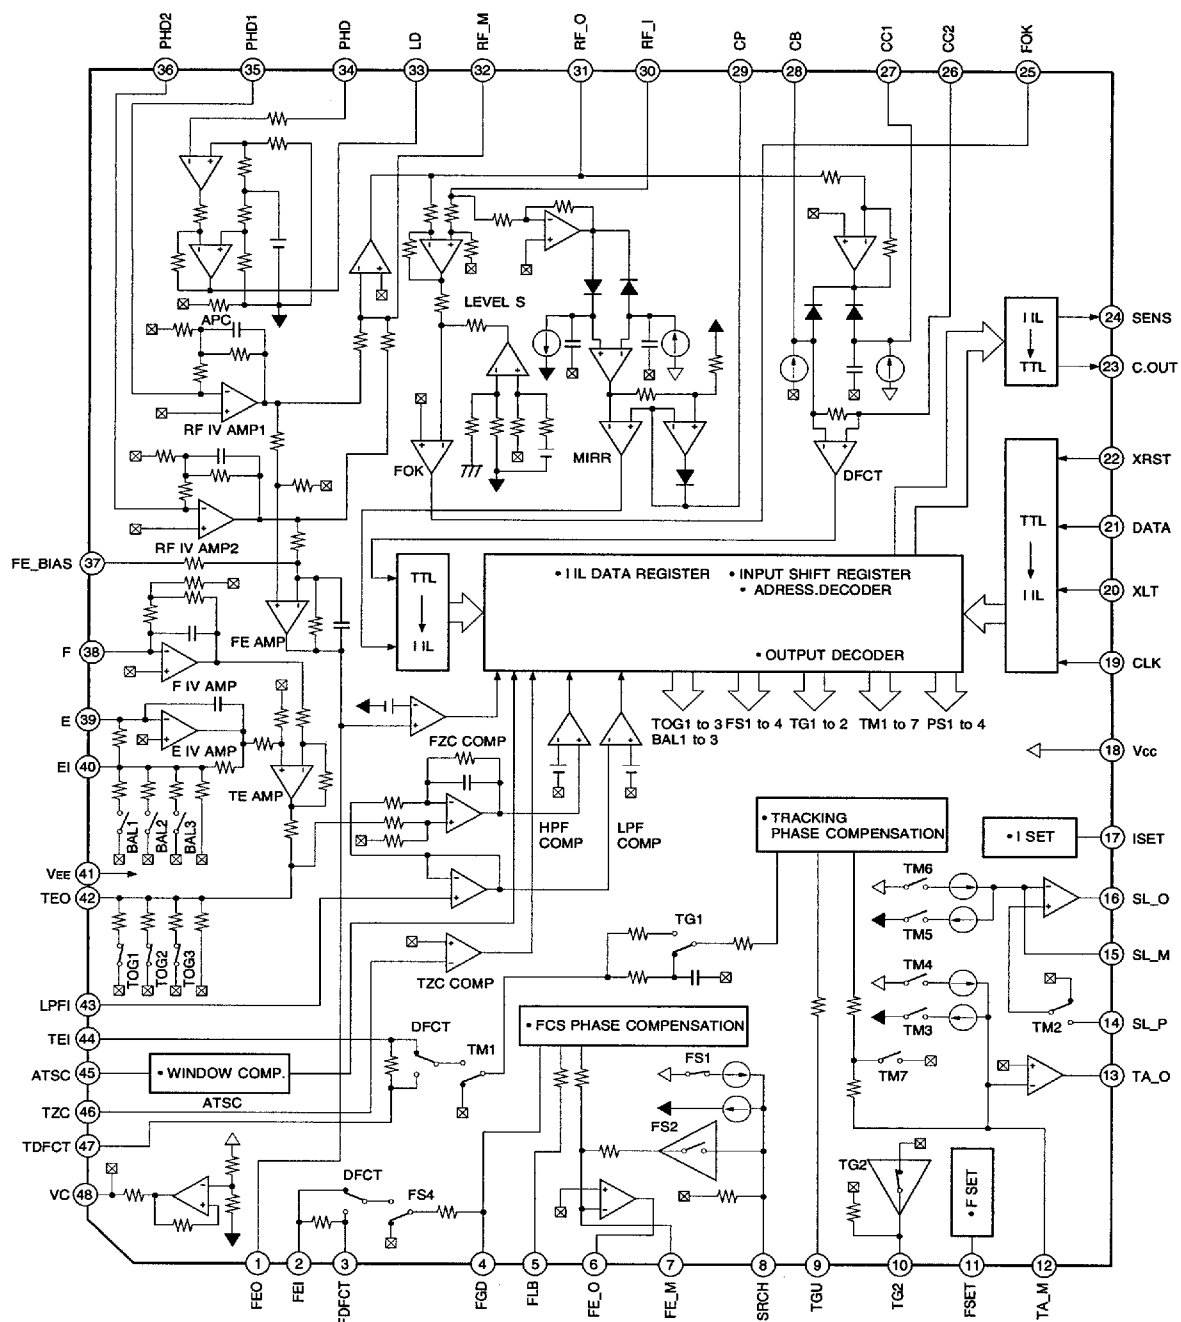 PHD2
PHD1
PHD
LD
RF_M
RF_O
RF_I
CP
CB
CC1
CC2
FOK
36
35
34
33
32
31
30
29
28
27
26
25
APC
LEVEL S
RF IV AMP1
FOK
MIRR
DFCT
RF IV AMP2
IIL
TTL
24 SENS
23 C.OUT
22 XRST
21 DATA
20 XLT
19 CLK
TTL
IIL
FE_BIAS 37
TTL
IIL
• IIL DATA REGISTER
• INPUT SHIFT REGISTER
• ADRESS.DECODER
• OUTPUT DECODER
FE AMP
F 38
F IV AMP
E 39
E IV AMP
EI 40
TE AMP
FZC COMP
TOG1 to 3
BAL1 to 3
FS1 to 4
TG1 to 2
TM1 to 7
PS1 to 4
18 Vcc
BAL1
BAL2
BAL3
HPF COMP
LPF COMP
• TRACKING
PHASE COMPENSATION
• I SET
17 ISET
VEE 41
TEO 42
TM6
TM5
16 SL_O
15 SL_M
TOG1
TOG2
TOG3
TZC COMP
TG1
TM4
TM3
TM2
14 SL_P
LPFI 43
TEI 44
DFCT
TM1
• FCS PHASE COMPENSATION
TM7
13 TA_O
ATSC 45
• WINDOW COMP.
ATSC
FS1
FS2
TZC 46
TDFCT 47
VC 48
DFCT
FS4
TG2
• F SET
1
2
3
4
5
6
7
8
9
10
11
12
FEO
FEI
FDFCT
FGD
FLB
FE_O
FE_M
SRCH
TGU
TG2
FSET
TA_M